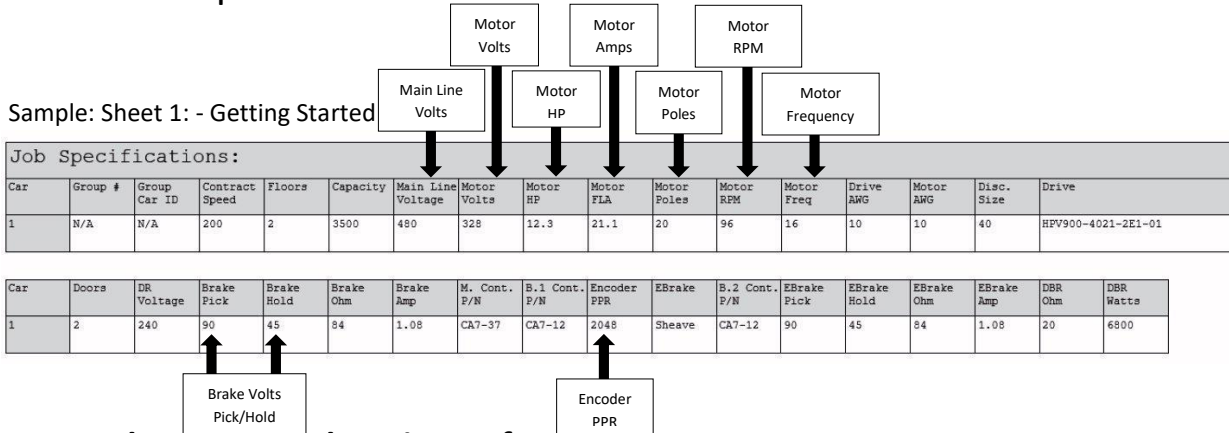 Motor
Volts
Motor
Amps
Motor
RPM
Main Line
Volts
Motor
HP
Motor
Poles
Motor
Frequency
Sample: Sheet 1: - Getting Started
Job Specifications:
Car Group # Group Car ID Contract Speed Floors Capacity Main Line Voltage Motor Volts Motor HP Motor FLA Motor Poles Motor RPM Motor Freq Drive AWG Motor AWG Disc. Size Drive
1 N/A N/A 200 2 3500 480 328 12.3 21.1 20 96 16 10 10 40 HPV900-4021-2E1-01
Car Doors DR Voltage Brake Pick Brake Hold Brake Ohm Brake Amp M. Cont. P/N B.1 Cont. P/N Encoder PPR EBrake B.2 Cont. P/N EBrake Pick EBrake Hold EBrake Ohm EBrake Amp DBR Ohm DBR Watts
1 2 240 90 45 84 1.08 CA7-37 CA7-12 2048 Sheave CA7-12 90 45 84 1.08 20 6800
Brake Volts
Pick/Hold
Encoder
PPR